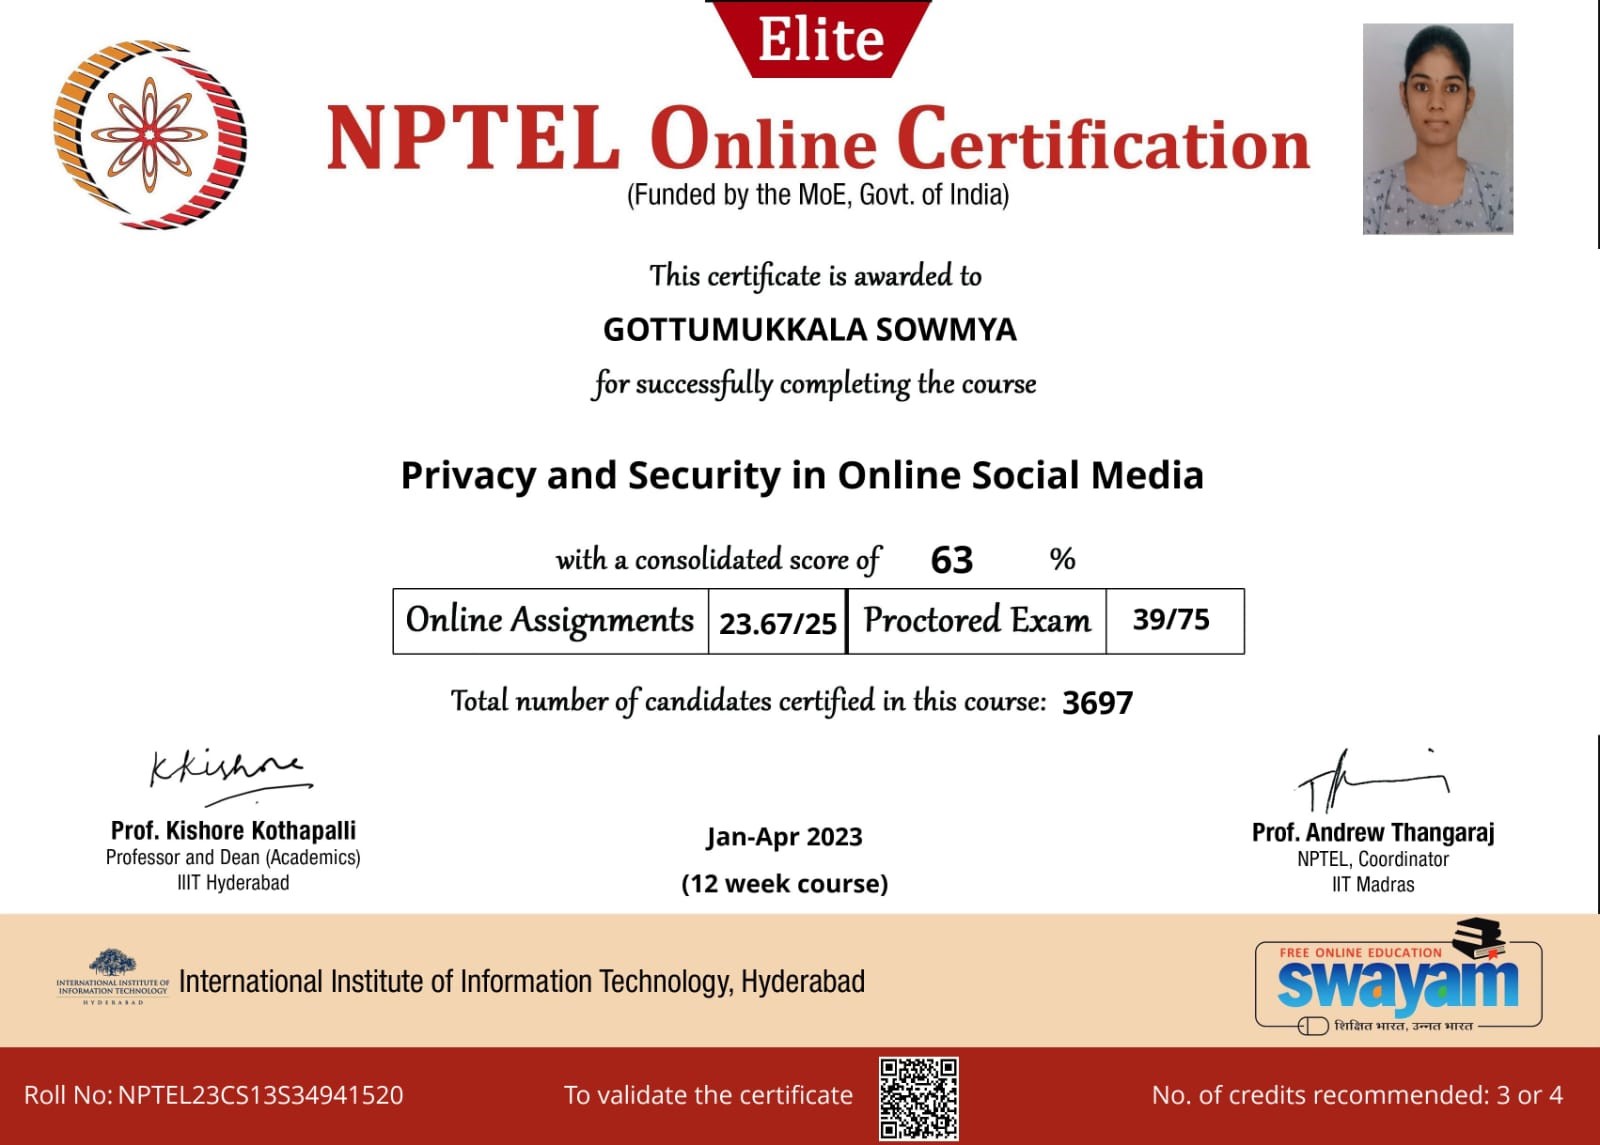 Elite
NPTEL Online Certification
(Funded by the MoE, Govt. of India)
This certificate is awarded to
GOTTUMUKKALA SOWMYA
for successfully completing the course
Privacy and Security in Online Social Media
with a consolidated score of 63 %
Online Assignments 23.67/25 Proctored Exam 39/75
Total number of candidates certified in this course: 3697
KKishore
Prof. Kishore Kothapalli
Professor and Dean (Academics)
IIIT Hyderabad
Jan-Apr 2023
(12 week course)
Prof. Andrew Thangaraj
NPTEL, Coordinator
IIT Madras
INTERNATIONAL INSTITUTE OF
INFORMATION TECHNOLOGY
HYDERABAD
International Institute of Information Technology, Hyderabad
FREE ONLINE EDUCATION
swayam
शिक्षित भारत, उन्नत भारत
Roll No: NPTEL23CS13S34941520
To validate the certificate
No. of credits recommended: 3 or 4